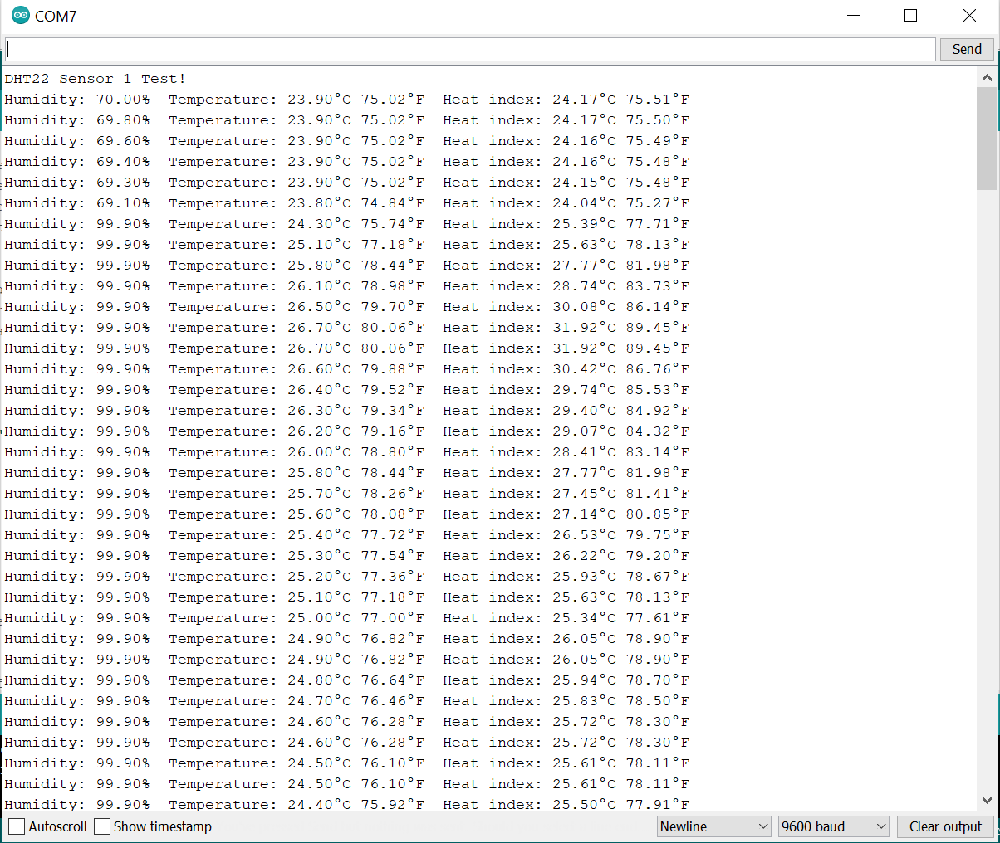 COM7
Send
DHT22 Sensor 1 Test!
Humidity: 70.00%  Temperature: 23.90°C 75.02°F  Heat index: 24.17°C 75.51°F
Humidity: 69.80%  Temperature: 23.90°C 75.02°F  Heat index: 24.17°C 75.50°F
Humidity: 69.60%  Temperature: 23.90°C 75.02°F  Heat index: 24.16°C 75.49°F
Humidity: 69.40%  Temperature: 23.90°C 75.02°F  Heat index: 24.16°C 75.48°F
Humidity: 69.30%  Temperature: 23.90°C 75.02°F  Heat index: 24.15°C 75.48°F
Humidity: 69.10%  Temperature: 23.80°C 74.84°F  Heat index: 24.04°C 75.27°F
Humidity: 99.90%  Temperature: 24.30°C 75.74°F  Heat index: 25.39°C 77.71°F
Humidity: 99.90%  Temperature: 25.10°C 77.18°F  Heat index: 25.63°C 78.13°F
Humidity: 99.90%  Temperature: 25.80°C 78.44°F  Heat index: 27.77°C 81.98°F
Humidity: 99.90%  Temperature: 26.10°C 78.98°F  Heat index: 28.74°C 83.73°F
Humidity: 99.90%  Temperature: 26.50°C 79.70°F  Heat index: 30.08°C 86.14°F
Humidity: 99.90%  Temperature: 26.70°C 80.06°F  Heat index: 31.92°C 89.45°F
Humidity: 99.90%  Temperature: 26.70°C 80.06°F  Heat index: 31.92°C 89.45°F
Humidity: 99.90%  Temperature: 26.60°C 79.88°F  Heat index: 30.42°C 86.76°F
Humidity: 99.90%  Temperature: 26.40°C 79.52°F  Heat index: 29.74°C 85.53°F
Humidity: 99.90%  Temperature: 26.30°C 79.34°F  Heat index: 29.40°C 84.92°F
Humidity: 99.90%  Temperature: 26.20°C 79.16°F  Heat index: 29.07°C 84.32°F
Humidity: 99.90%  Temperature: 26.00°C 78.80°F  Heat index: 28.41°C 83.14°F
Humidity: 99.90%  Temperature: 25.80°C 78.44°F  Heat index: 27.77°C 81.98°F
Humidity: 99.90%  Temperature: 25.70°C 78.26°F  Heat index: 27.45°C 81.41°F
Humidity: 99.90%  Temperature: 25.60°C 78.08°F  Heat index: 27.14°C 80.85°F
Humidity: 99.90%  Temperature: 25.40°C 77.72°F  Heat index: 26.53°C 79.75°F
Humidity: 99.90%  Temperature: 25.30°C 77.54°F  Heat index: 26.22°C 79.20°F
Humidity: 99.90%  Temperature: 25.20°C 77.36°F  Heat index: 25.93°C 78.67°F
Humidity: 99.90%  Temperature: 25.10°C 77.18°F  Heat index: 25.63°C 78.13°F
Humidity: 99.90%  Temperature: 25.00°C 77.00°F  Heat index: 25.34°C 77.61°F
Humidity: 99.90%  Temperature: 24.90°C 76.82°F  Heat index: 26.05°C 78.90°F
Humidity: 99.90%  Temperature: 24.90°C 76.82°F  Heat index: 26.05°C 78.90°F
Humidity: 99.90%  Temperature: 24.80°C 76.64°F  Heat index: 25.94°C 78.70°F
Humidity: 99.90%  Temperature: 24.70°C 76.46°F  Heat index: 25.83°C 78.50°F
Humidity: 99.90%  Temperature: 24.60°C 76.28°F  Heat index: 25.72°C 78.30°F
Humidity: 99.90%  Temperature: 24.60°C 76.28°F  Heat index: 25.72°C 78.30°F
Humidity: 99.90%  Temperature: 24.50°C 76.10°F  Heat index: 25.61°C 78.11°F
Humidity: 99.90%  Temperature: 24.50°C 76.10°F  Heat index: 25.61°C 78.11°F
Humidity: 99.90%  Temperature: 24.40°C 75.92°F  Heat index: 25.50°C 77.91°F
Autoscroll Show timestamp Newline 9600 baud Clear output